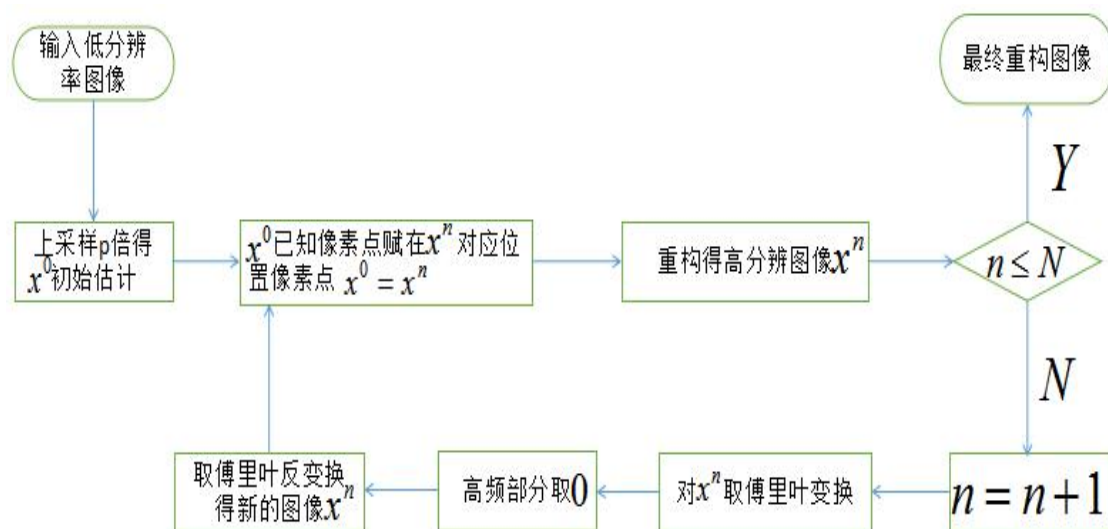 输入低分辨
率图像
最终重构图像
Y
上采样p倍得
x⁰初始估计
x⁰已知像素点赋在xⁿ对应位
置像素点 x⁰ = xⁿ
重构得高分辨图像xⁿ
n ≤ N
N
取傅里叶反变换
得新的图像xⁿ
高频部分取0
对xⁿ取傅里叶变换
n = n + 1